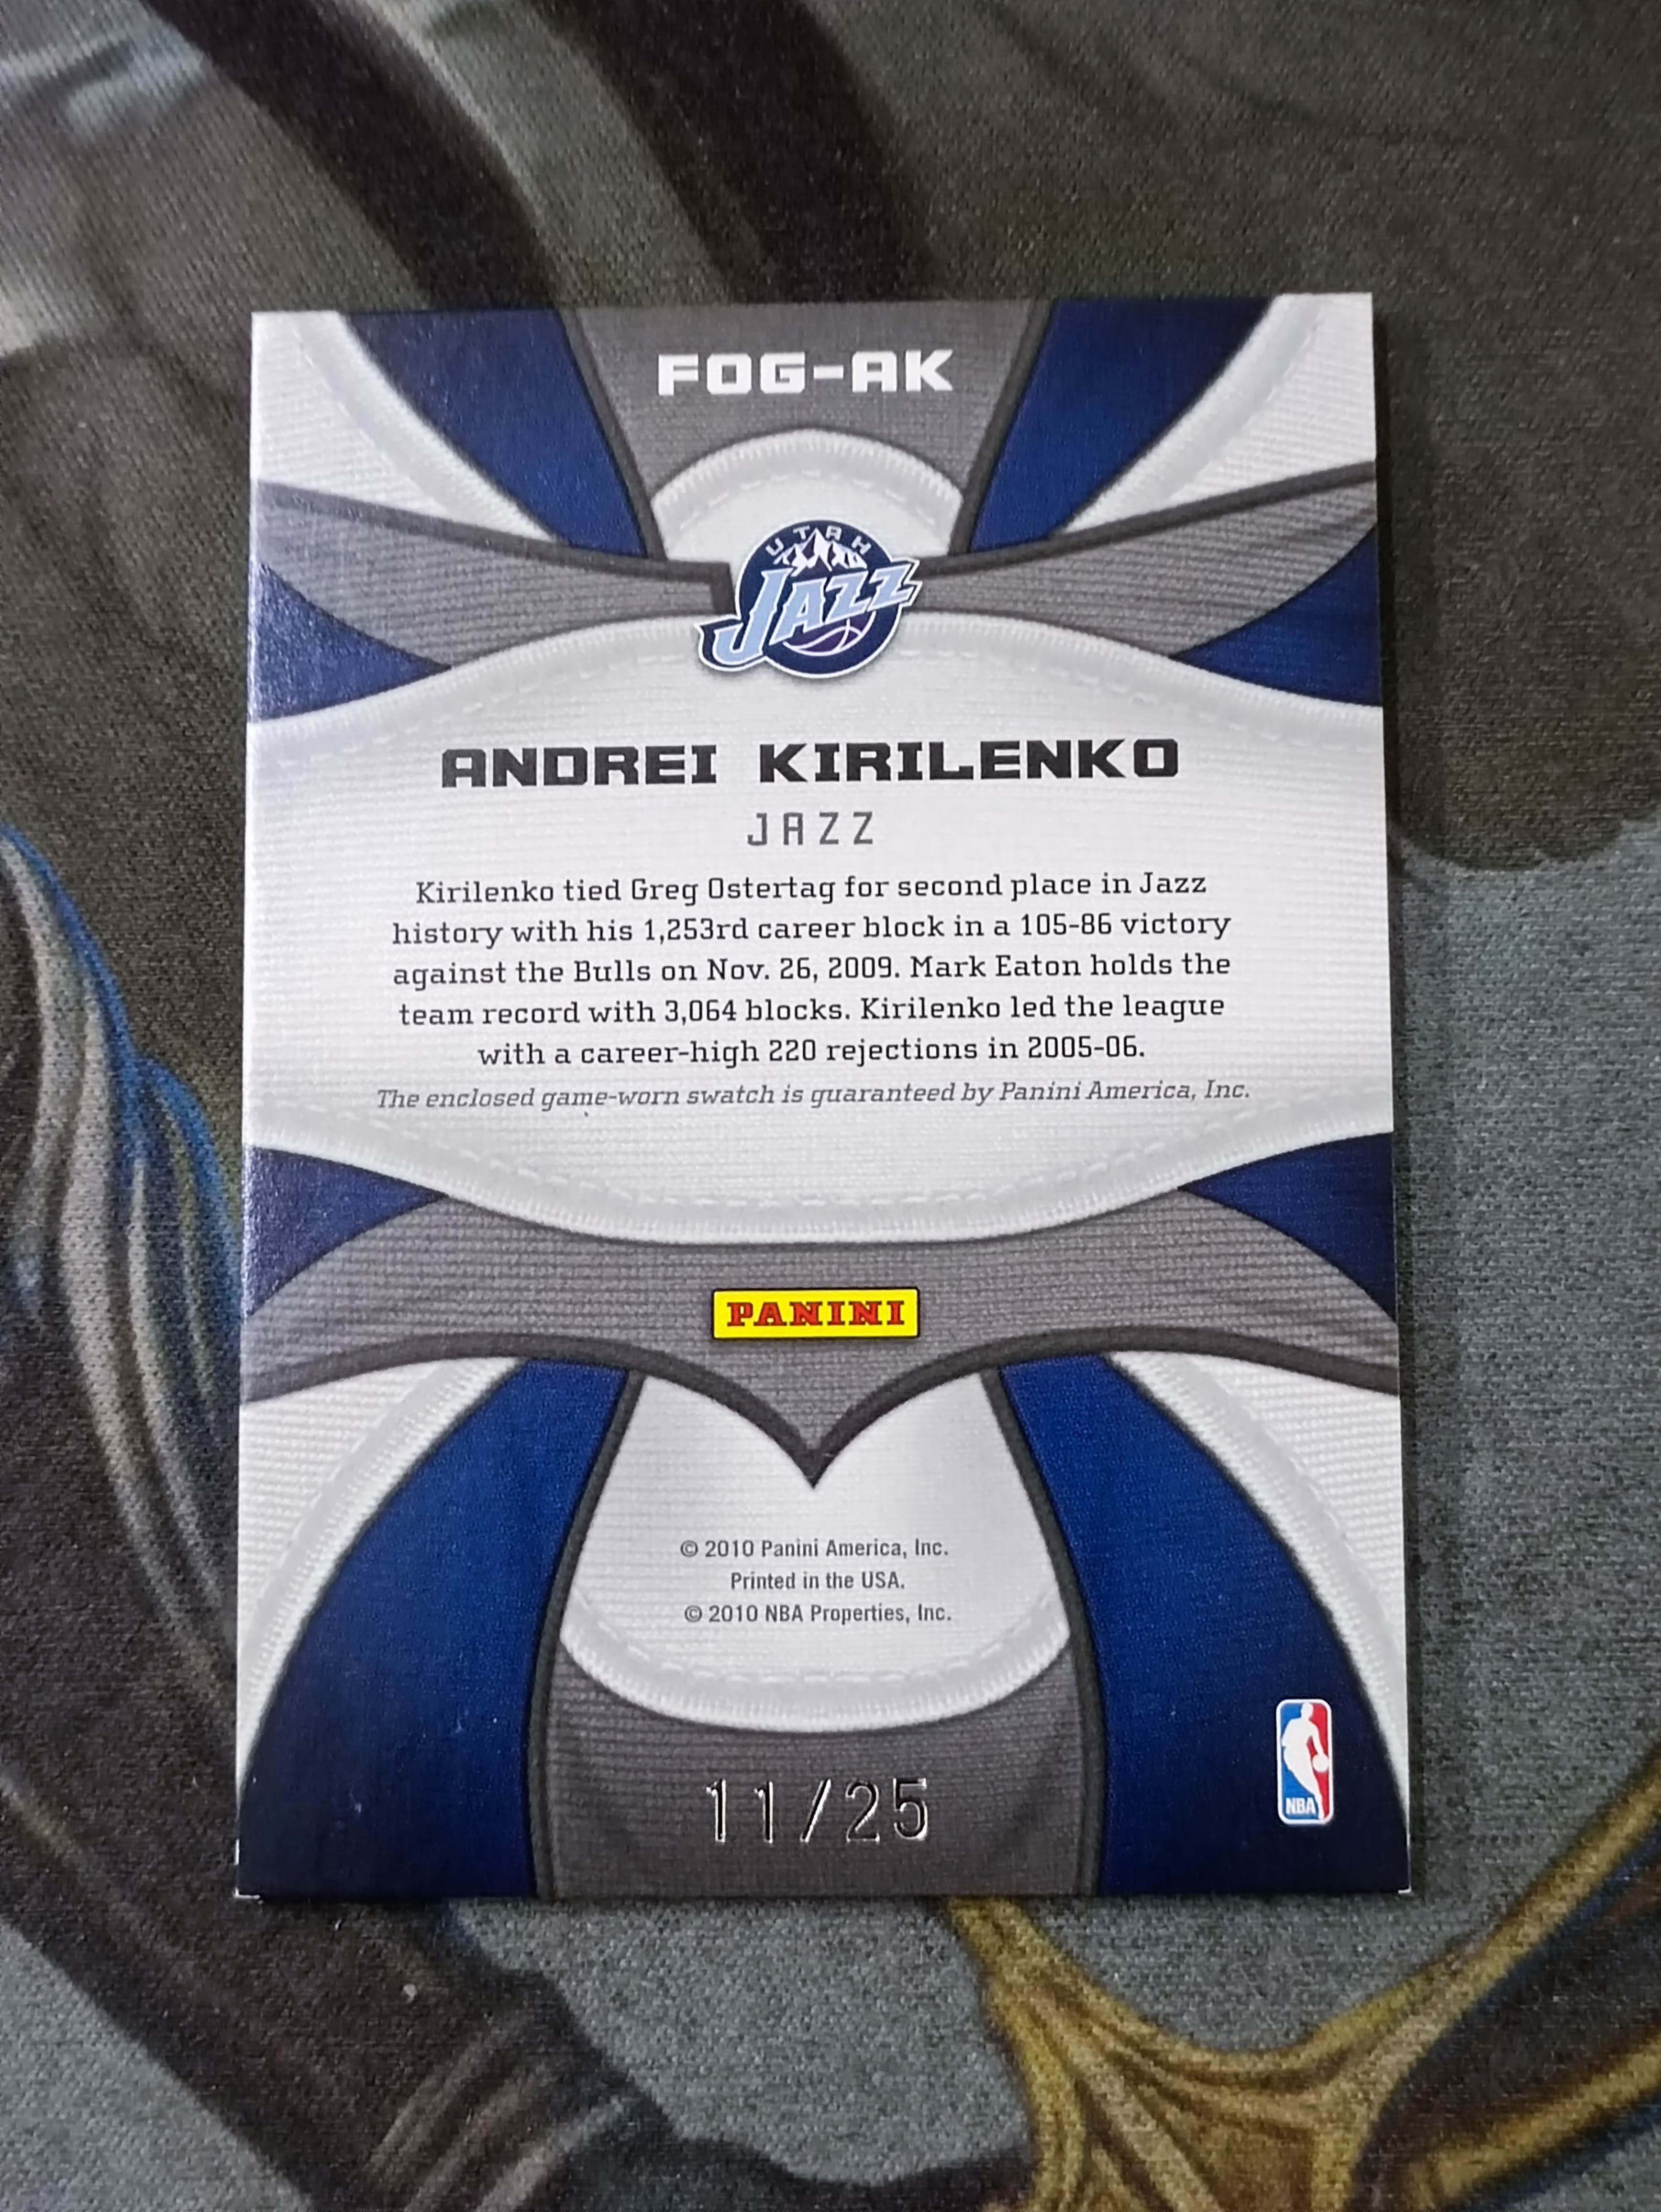 FOG-AK
UTAH
JAZZ
ANDREI KIRILENKO
JAZZ
Kirilenko tied Greg Ostertag for second place in Jazz
history with his 1,253rd career block in a 105-86 victory
against the Bulls on Nov. 26, 2009. Mark Eaton holds the
team record with 3,064 blocks. Kirilenko led the league
with a career-high 220 rejections in 2005-06.
The enclosed game-worn swatch is guaranteed by Panini America, Inc.
PANINI
© 2010 Panini America, Inc.
Printed in the USA.
© 2010 NBA Properties, Inc.
NBA
11/25